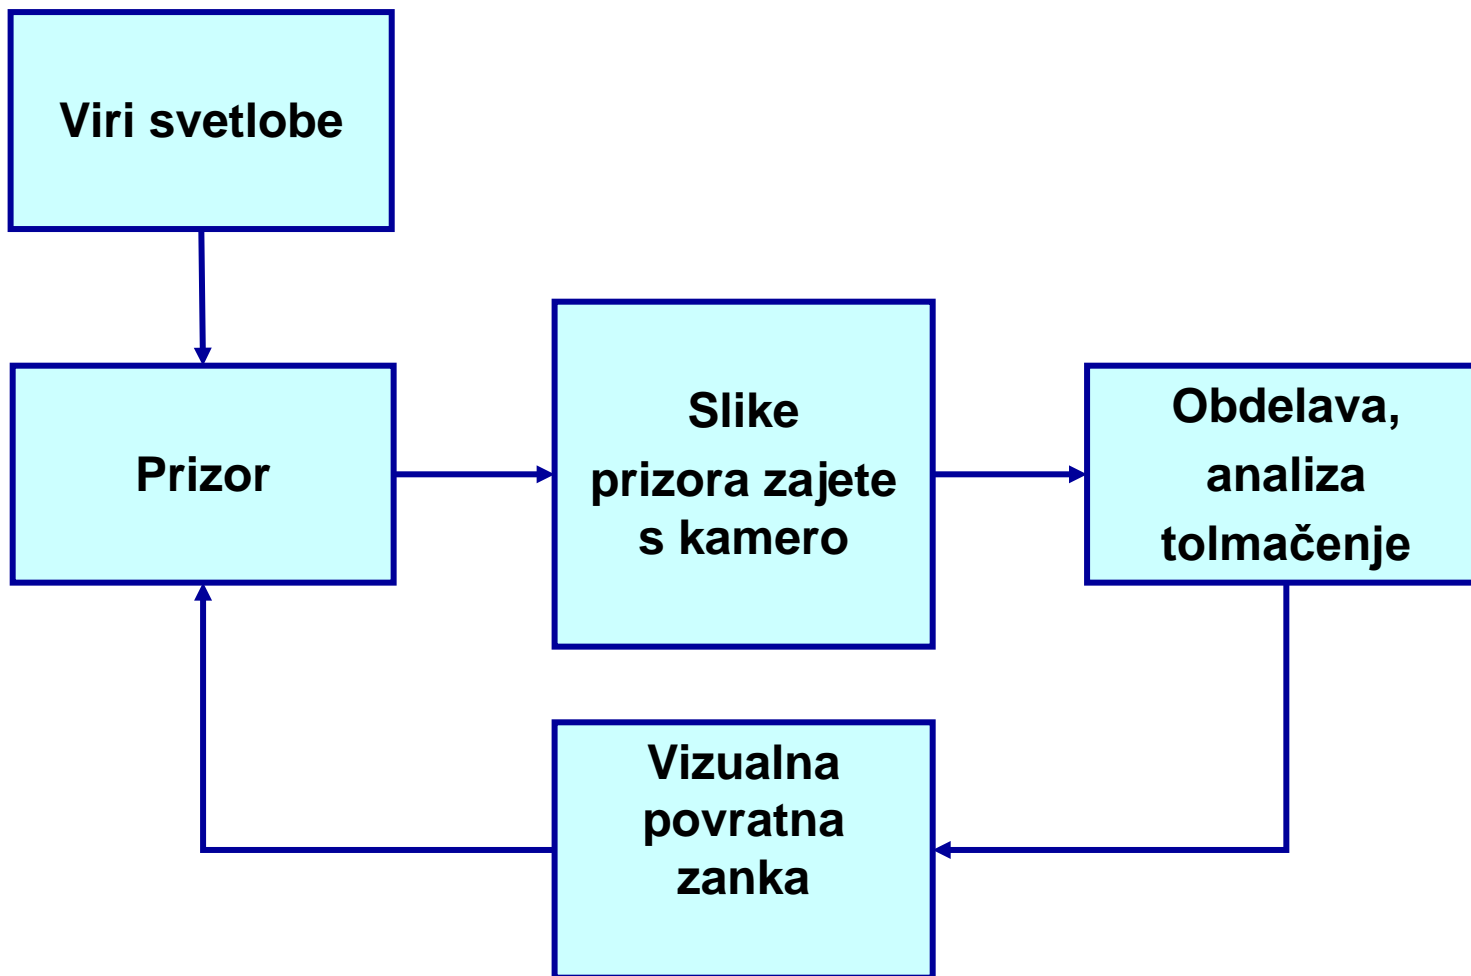 Viri svetlobe
Prizor
Slike
prizora zajete
s kamero
Obdelava,
analiza
tolmačenje
Vizualna
povratna
zanka